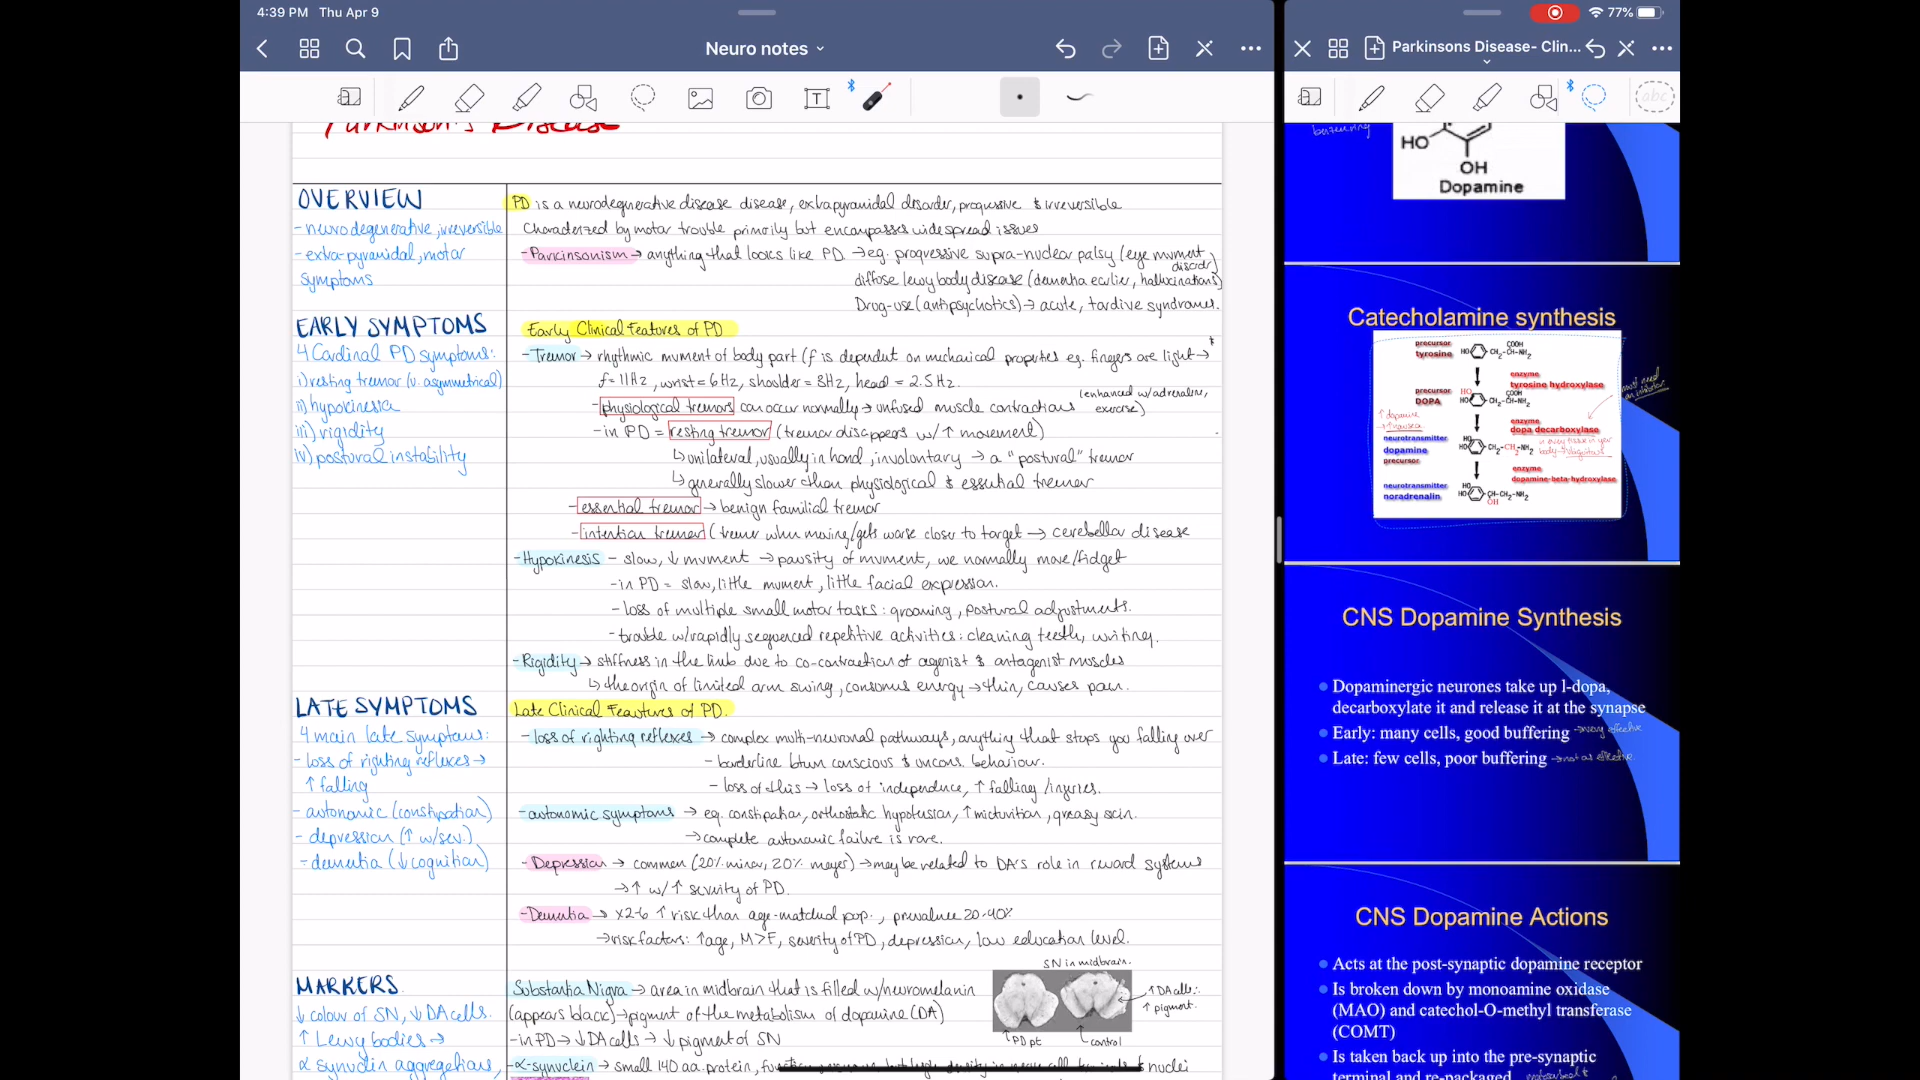 4:39 PM Thu Apr 9
77%
Neuro notes
Parkinson's Disease
OVERVIEW
- neurodegenerative, irreversible
- extra-pyramidal, motor
symptoms
PD is a neurodegenerative disease disease, extrapyramidal disorder, progressive & irreversible
Characterized by motor trouble primarily but encompasses widespread issues
- Parkinsonism → anything that looks like PD → eg. progressive supra-nuclear palsy (eye mvment
disordr)
diffuse lewy body disease (dementia earlier, hallucinations)
Drug-use (antipsychotics) → acute, tardive syndromes.
EARLY SYMPTOMS
4 Cardinal PD symptoms:
i) resting tremor (v. asymmetrical)
ii) hypokinesia
iii) rigidity
iv) postural instability
Early Clinical Features of PD
- Tremor → rhythmic mvment of body part (f is dependent on mechanical properties eg. fingers are light →
f = 11Hz, wrist = 6Hz, shoulder = 3Hz, head = 2.5Hz.
- physiological tremors can occur normally → unfused muscle contractions (enhanced w/adrenaline,
exercise)
- in PD = resting tremor (tremor disappears w/ ↑ movement)
↳ unilateral, usually in hand, involuntary → a "postural" tremor
↳ generally slower than physiological & essential tremor
- essential tremor → benign familial tremor
- intention tremor (tremor when moving/gets worse closer to target → cerebellar disease
- Hypokinesis - slow, ↓ mvment → pausity of mvment, we normally move/fidget
- in PD = slow, little mvment, little facial expression.
- loss of multiple small motor tasks: grooming, postural adjustments.
- trouble w/rapidly sequenced repetitive activities: cleaning teeth, writing.
- Rigidity → stiffness in the limb due to co-contraction of agonist & antagonist muscles
↳ the origin of limited arm swing, consumes energy → thin, causes pain.
LATE SYMPTOMS
4 main late symptoms:
- loss of righting reflexes →
↑ falling
- autonomic (constipation)
- depression (↑ w/sev.)
- dementia (↓ cognition)
Late Clinical Features of PD.
- loss of righting reflexes → complex multi-neuronal pathways, anything that stops you falling over
- borderline btwn conscious & uncons. behaviour.
- loss of this → loss of independence, ↑ falling/injuries.
- autonomic symptoms → eg. constipation, orthostatic hypotension, ↑ micturition, greasy skin.
→ complete autonomic failure is rare.
- Depression → common (20% minor, 20% major) → may be related to DA's role in reward systems
→ ↑ w/ ↑ severity of PD.
- Dementia → x2-6 ↑ risk than age-matched pop., prevalence 20-40%
→ risk factors: ↑age, M>F, severity of PD, depression, low education level.
MARKERS
↓ colour of SN, ↓ DA cells.
↑ Lewy bodies →
α synuclein aggregations,
SN in midbrain.
Substantia Nigra → area in midbrain that is filled w/neuromelanin
(appears black) → pigment of the metabolism of dopamine (DA)
- in PD → ↓ DA cells → ↓ pigment of SN
- α-synuclein → small 140 aa. protein,
nuclei
↑ DA cells ∴
↑ pigment.
PD pt
control
Parkinsons Disease- Clin...
abc
benzene ring
HO
OH
Dopamine
Catecholamine synthesis
precursor
tyrosine
enzyme
tyrosine hydroxylase
precursor
DOPA
enzyme
dopa decarboxylase
↑ dopamine
→ ↑ nausea
neurotransmitter
dopamine
precursor
enzyme
dopamine-beta-hydroxylase
neurotransmitter
noradrenalin
CNS Dopamine Synthesis
Dopaminergic neurones take up l-dopa,
decarboxylate it and release it at the synapse
Early: many cells, good buffering → very effective
Late: few cells, poor buffering → not as effective.
CNS Dopamine Actions
Acts at the post-synaptic dopamine receptor
Is broken down by monoamine oxidase
(MAO) and catechol-O-methyl transferase
(COMT)
Is taken back up into the pre-synaptic
terminal and re-packaged